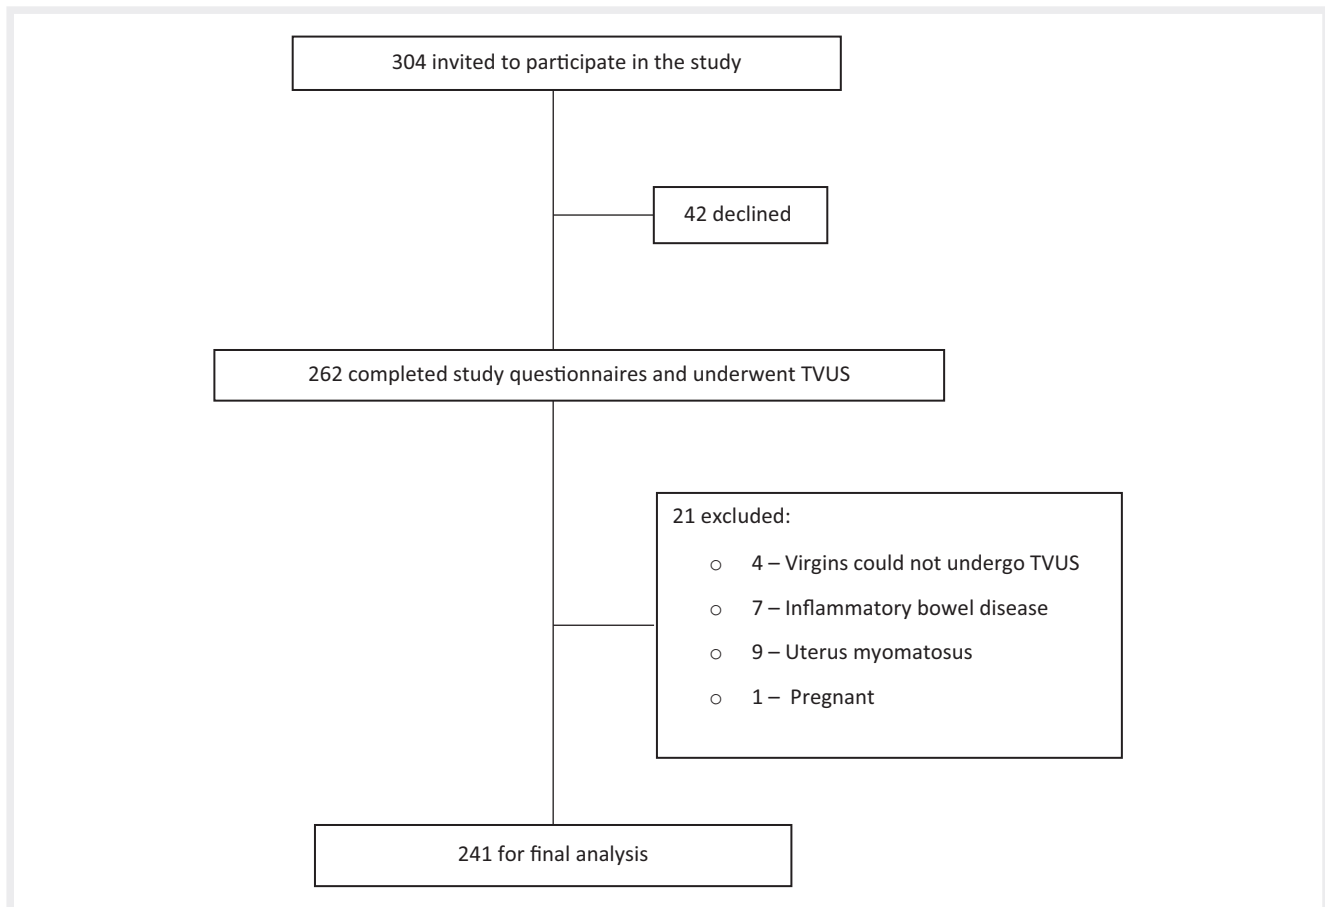 304 invited to participate in the study
42 declined
262 completed study questionnaires and underwent TVUS
21 excluded:
○ 4 – Virgins could not undergo TVUS
○ 7 – Inflammatory bowel disease
○ 9 – Uterus myomatosus
○ 1 – Pregnant
241 for final analysis